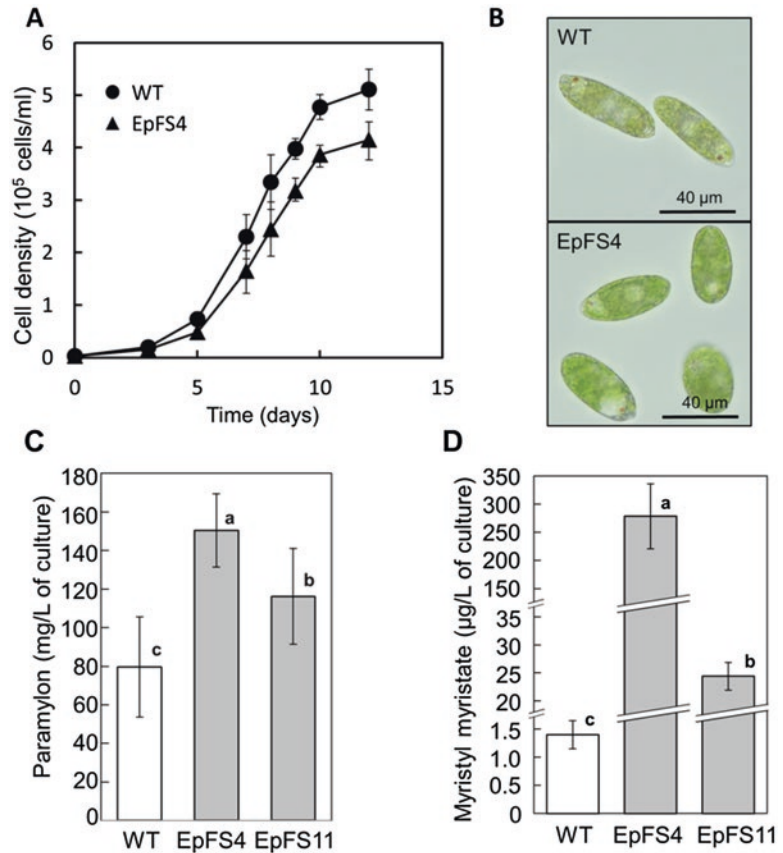 A
6
5
4
3
2
1
0
Cell density (10⁵ cells/ml)
WT
EpFS4
0 5 10 15
Time (days)
B
WT
40 µm
EpFS4
40 µm
C
180
160
140
120
100
80
60
40
20
0
Paramylon (mg/L of culture)
c
a
b
WT EpFS4 EpFS11
D
350
300
250
200
150
35
30
25
20
1.5
1.0
0.5
0
Myristyl myristate (µg/L of culture)
c
a
b
WT EpFS4 EpFS11